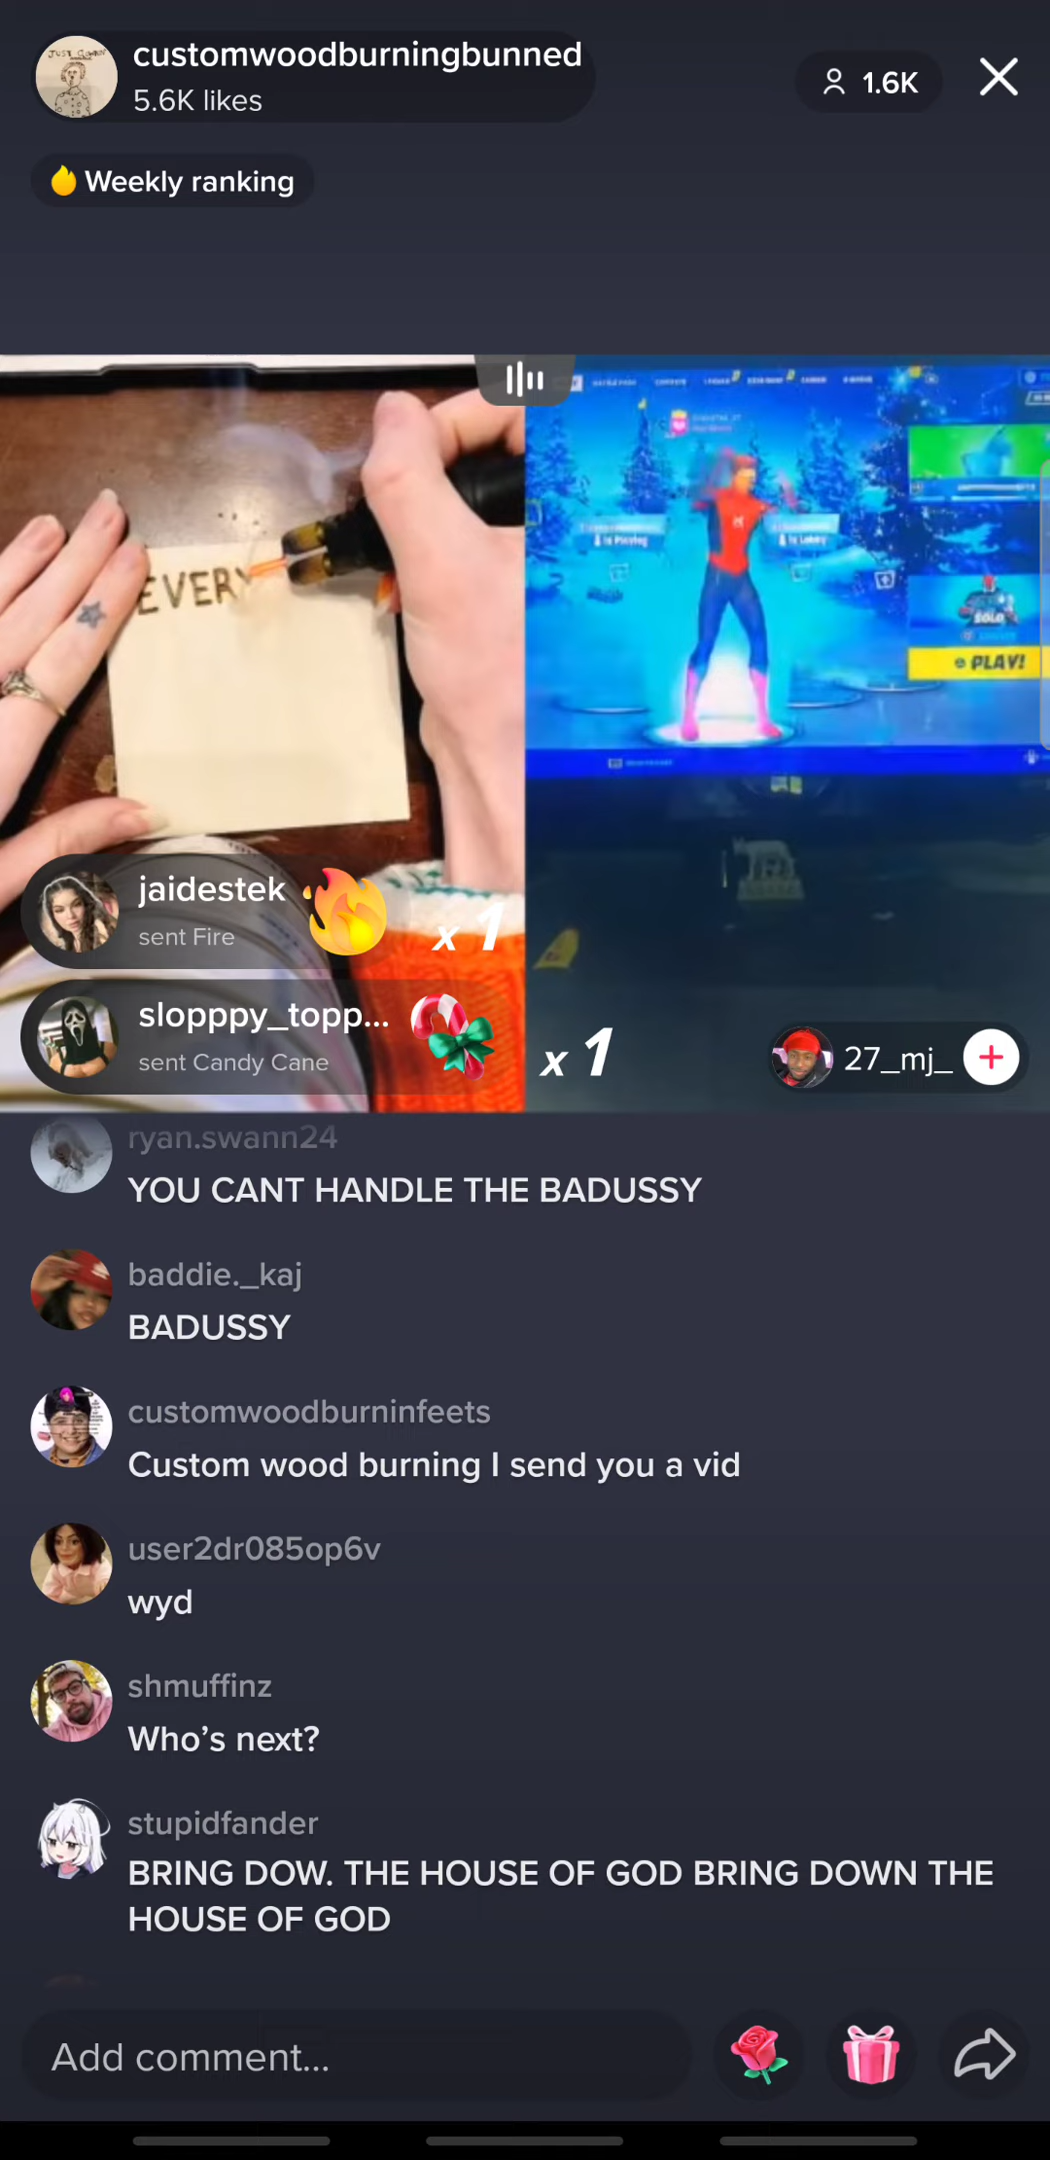 JUST GOWAN
customwoodburningbunned
5.6K likes
1.6K
Weekly ranking
EVERY
PLAY!
SOLO
jaidestek
sent Fire
x 1
slopppy_topp...
sent Candy Cane
x 1
27_mj_
ryan.swann24
YOU CANT HANDLE THE BADUSSY
baddie._kaj
BADUSSY
customwoodburninfeets
Custom wood burning I send you a vid
user2dr085op6v
wyd
shmuffinz
Who's next?
stupidfander
BRING DOW. THE HOUSE OF GOD BRING DOWN THE
HOUSE OF GOD
Add comment...